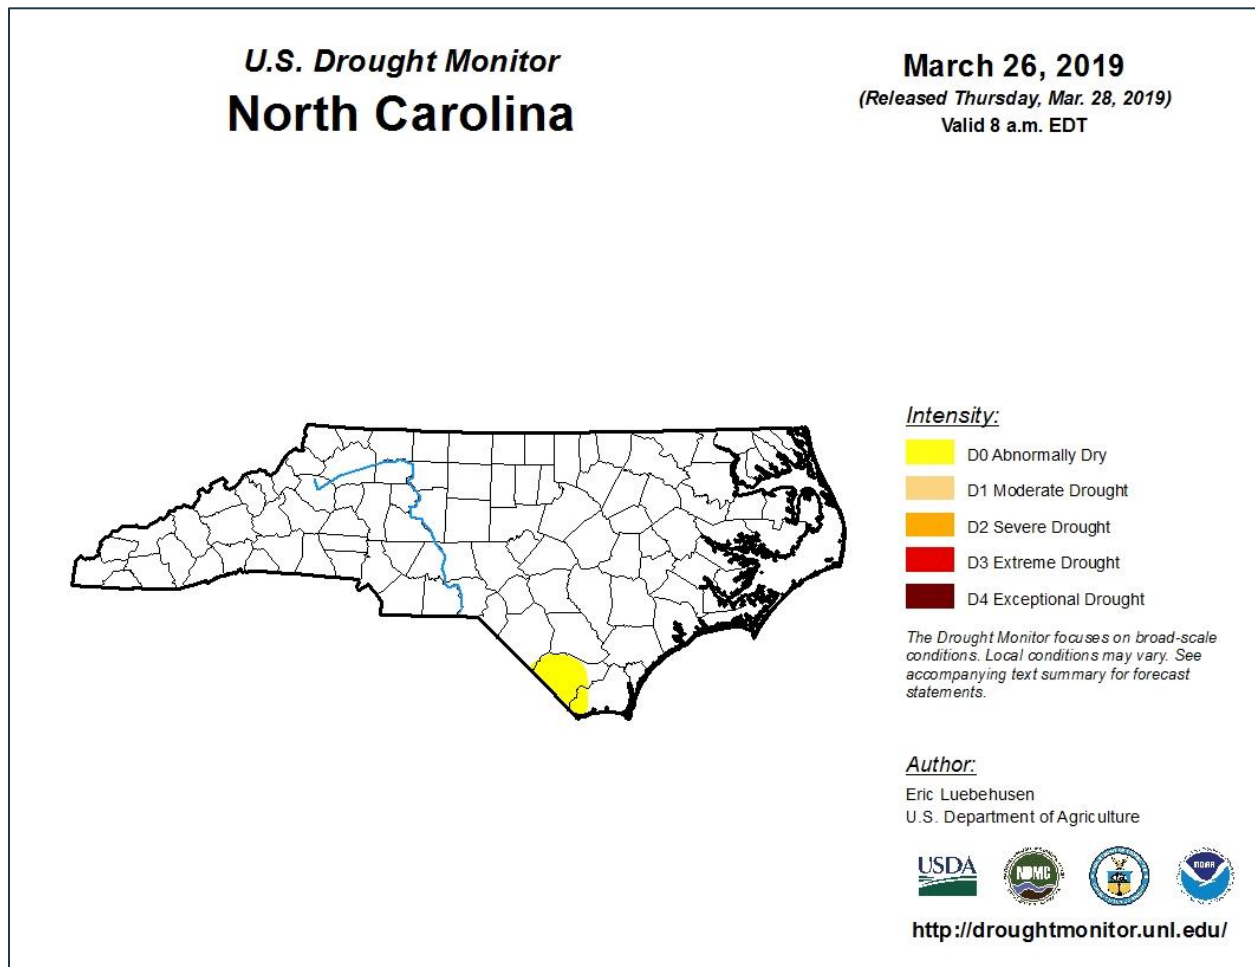 U.S. Drought Monitor
North Carolina
March 26, 2019
(Released Thursday, Mar. 28, 2019)
Valid 8 a.m. EDT
Intensity:
D0 Abnormally Dry
D1 Moderate Drought
D2 Severe Drought
D3 Extreme Drought
D4 Exceptional Drought
The Drought Monitor focuses on broad-scale
conditions. Local conditions may vary. See
accompanying text summary for forecast
statements.
Author:
Eric Luebehusen
U.S. Department of Agriculture
USDA
NDMC
NOAA
http://droughtmonitor.unl.edu/